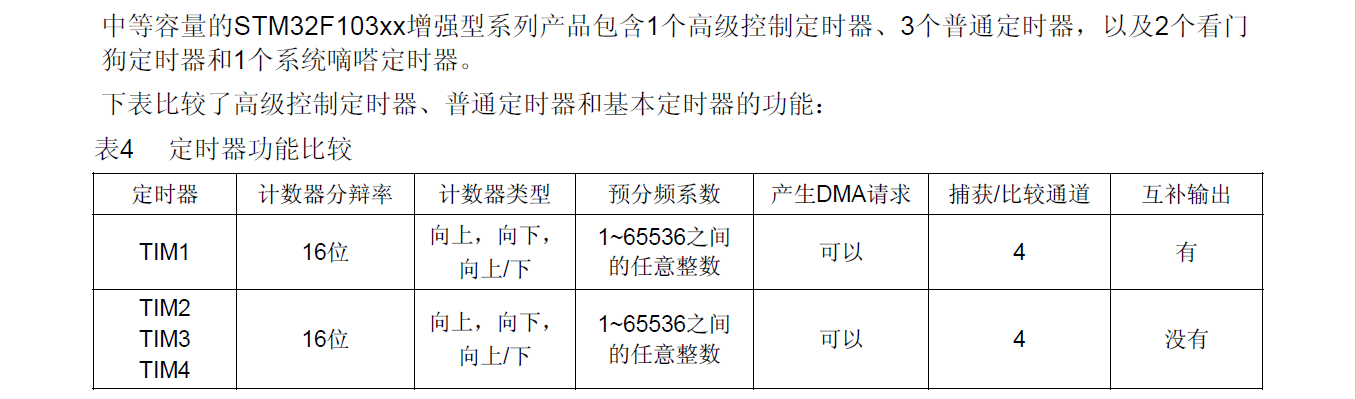 中等容量的STM32F103xx增强型系列产品包含1个高级控制定时器、3个普通定时器，以及2个看门
狗定时器和1个系统嘀嗒定时器。
下表比较了高级控制定时器、普通定时器和基本定时器的功能：
表4 定时器功能比较
定时器 计数器分辩率 计数器类型 预分频系数 产生DMA请求 捕获/比较通道 互补输出
TIM1 16位 向上，向下， 1~65536之间 可以 4 有
向上/下 的任意整数
TIM2
TIM3 16位 向上，向下， 1~65536之间 可以 4 没有
向上/下 的任意整数
TIM4